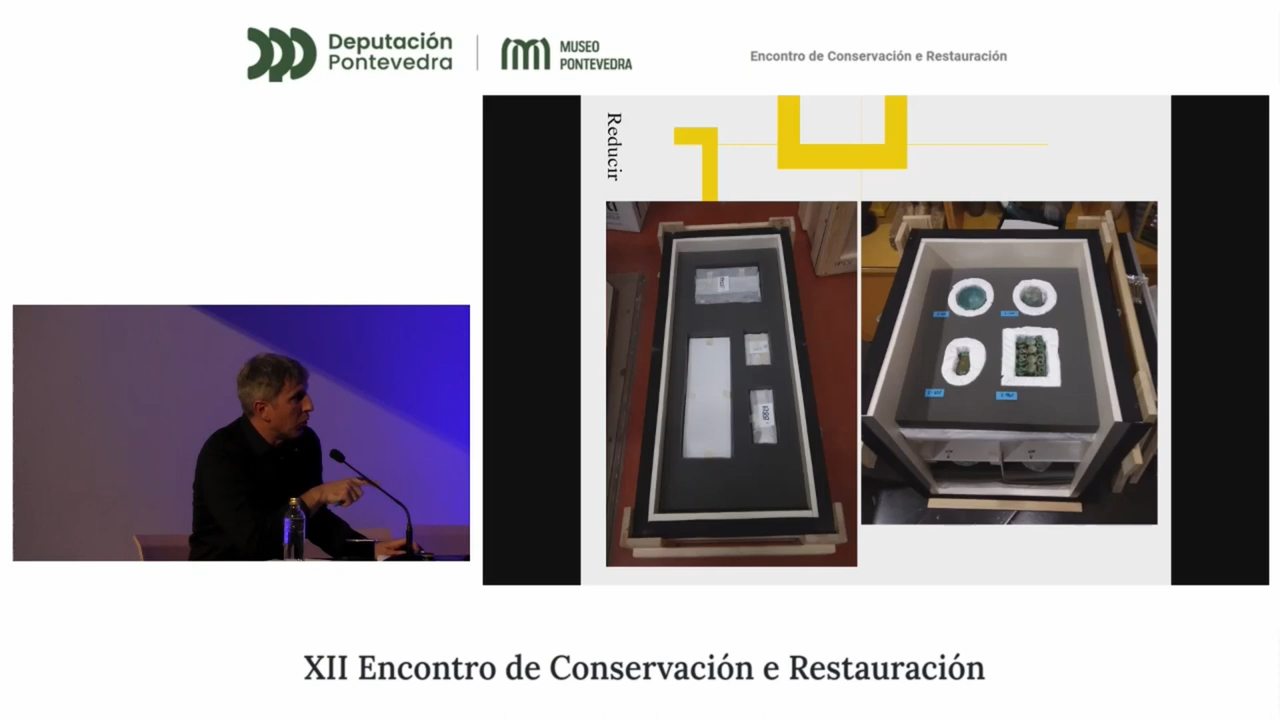 Deputación
Pontevedra
MUSEO
PONTEVEDRA
Encontro de Conservación e Restauración
Reducir
XII Encontro de Conservación e Restauración